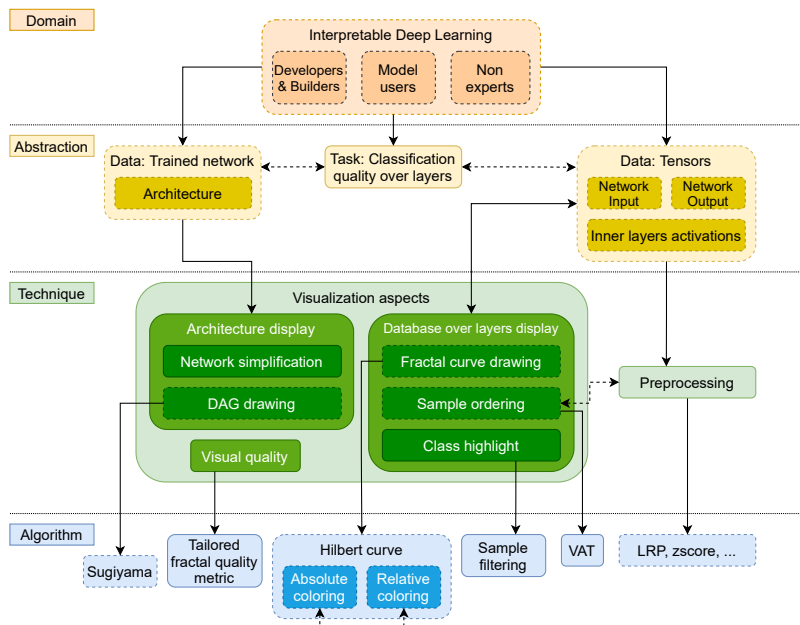 Domain
Interpretable Deep Learning
Developers
& Builders
Model
users
Non
experts
Abstraction
Data: Trained network
Architecture
Task: Classification
quality over layers
Data: Tensors
Network
Input
Network
Output
Inner layers activations
Technique
Visualization aspects
Architecture display
Network simplification
DAG drawing
Visual quality
Database over layers display
Fractal curve drawing
Sample ordering
Class highlight
Preprocessing
Algorithm
Sugiyama
Tailored
fractal quality
metric
Hilbert curve
Absolute
coloring
Relative
coloring
Sample
filtering
VAT
LRP, zscore, ...